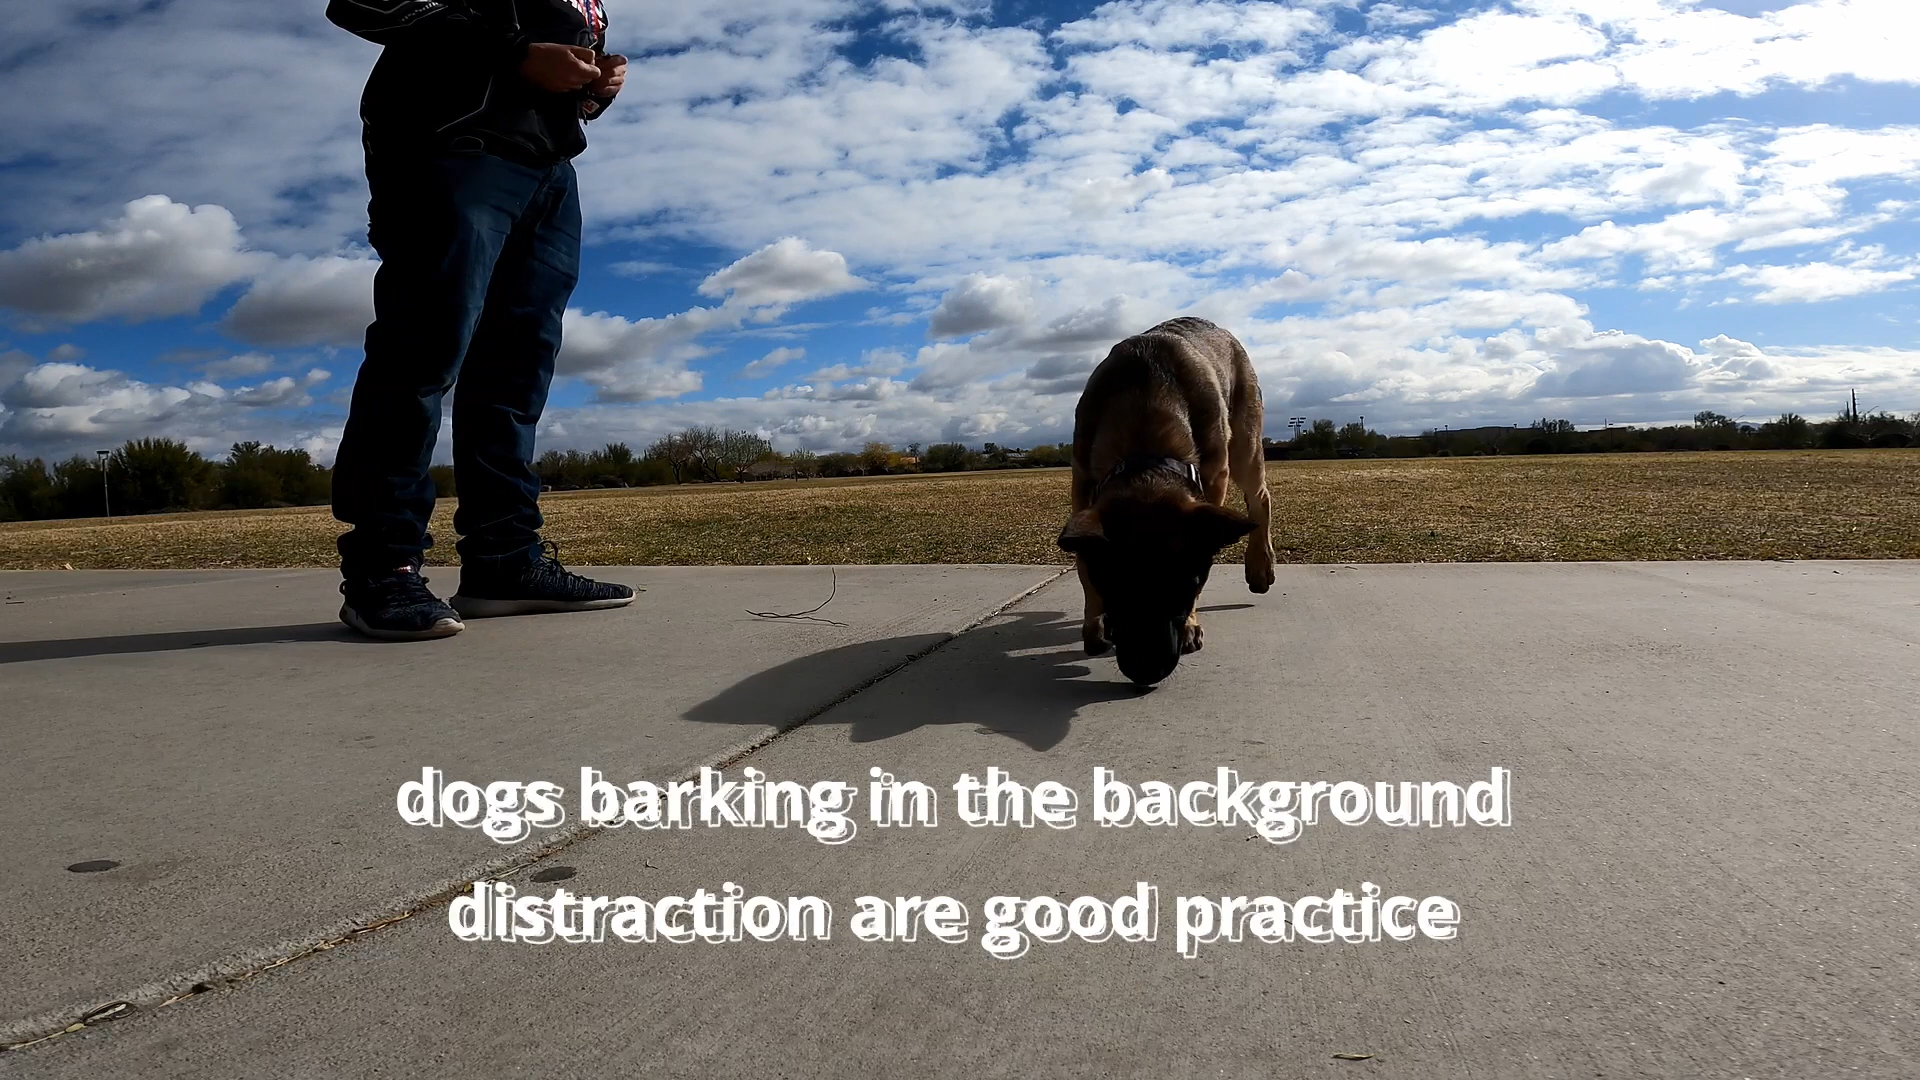 dogs barking in the background
distraction are good practice